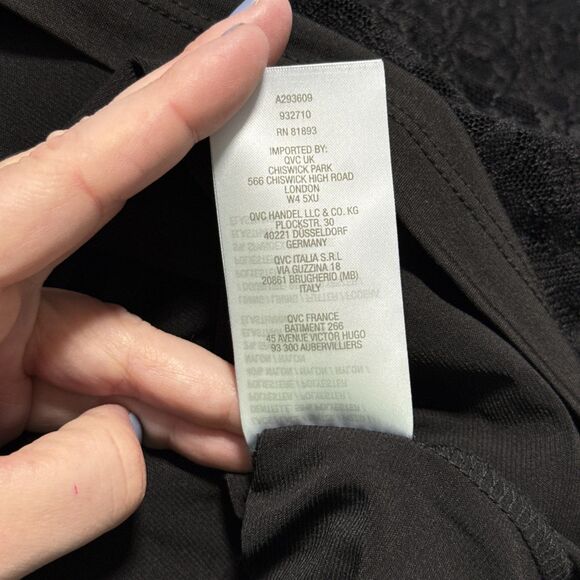 A293609
932710
RN 81893
IMPORTED BY:
QVC UK
CHISWICK PARK
566 CHISWICK HIGH ROAD
LONDON
W4 5XU
QVC HANDEL LLC & CO. KG
PLOCKSTR. 30
40221 DÜSSELDORF
GERMANY
QVC ITALIA S.R.L
VIA GUZZINA 18
20861 BRUGHERIO (MB)
ITALY
QVC FRANCE
BATIMENT 266
45 AVENUE VICTOR HUGO
93 300 AUBERVILLIERS